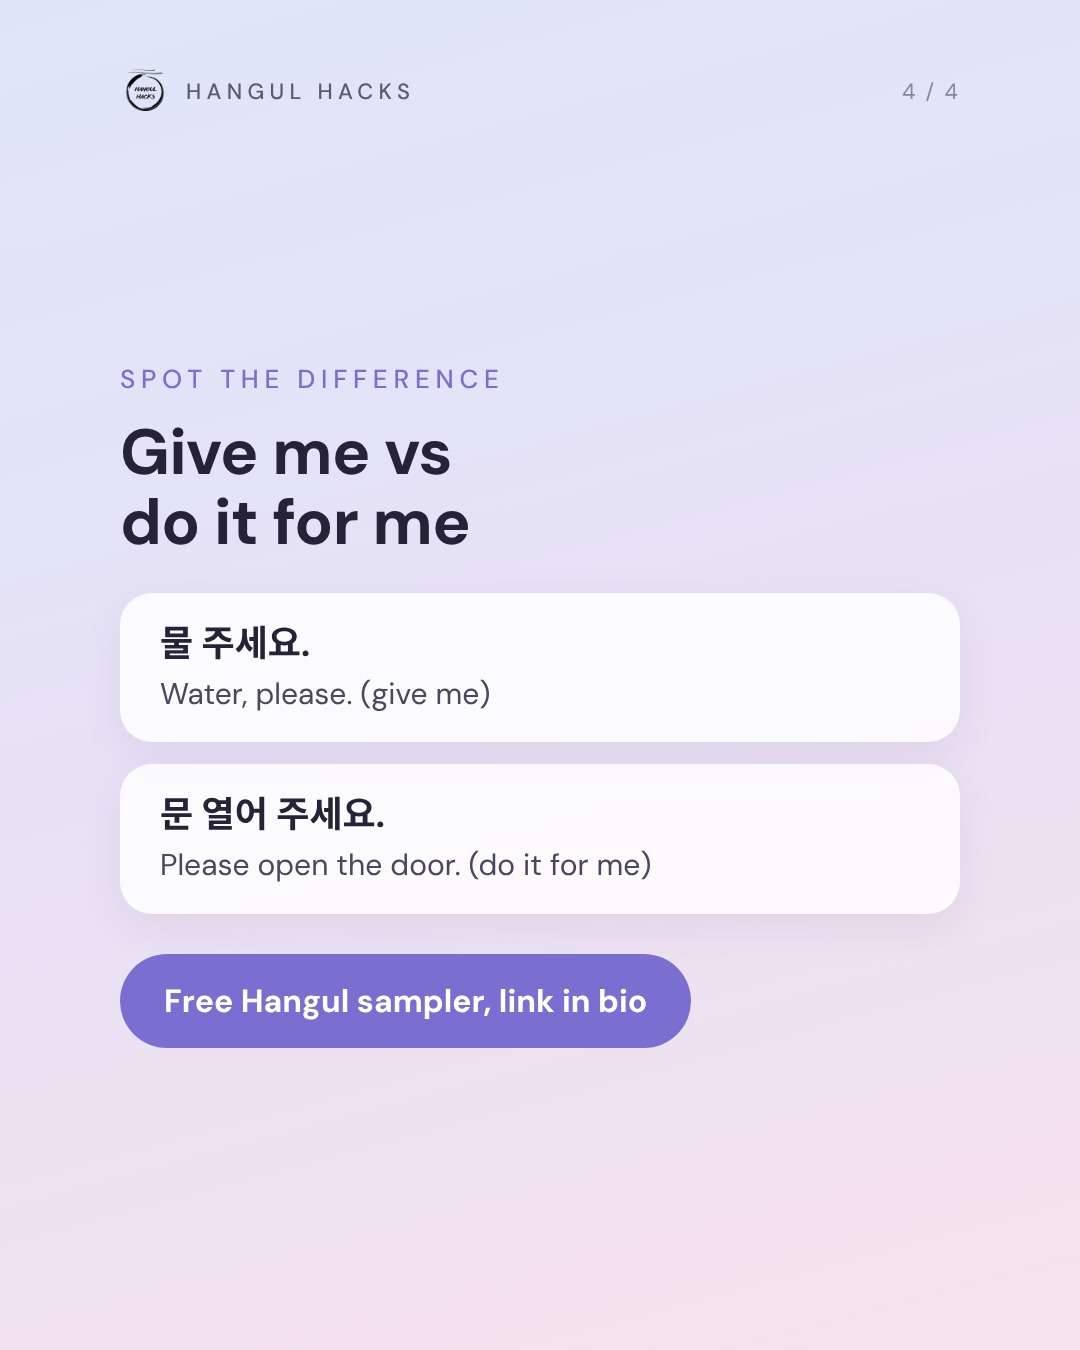 HANGUL HACKS
HANGUL HACKS
4 / 4
SPOT THE DIFFERENCE
Give me vs
do it for me
물 주세요.
Water, please. (give me)
문 열어 주세요.
Please open the door. (do it for me)
Free Hangul sampler, link in bio